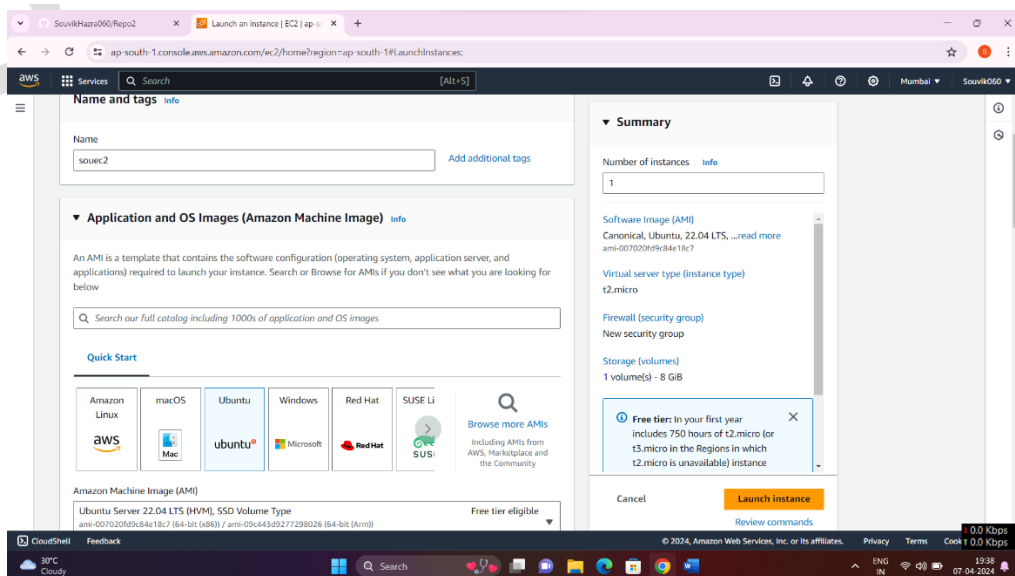 SouvikHazra060/Repo2
Launch an instance | EC2 | ap-s
ap-south-1.console.aws.amazon.com/ec2/home?region=ap-south-1#LaunchInstances:
aws
Services
Search
[Alt+S]
Mumbai
Souvik060
Name and tags Info
Name
souec2
Add additional tags
Application and OS Images (Amazon Machine Image) Info
An AMI is a template that contains the software configuration (operating system, application server, and
applications) required to launch your instance. Search or Browse for AMIs if you don't see what you are looking for
below
Search our full catalog including 1000s of application and OS images
Quick Start
Amazon
Linux
aws
macOS
Mac
Ubuntu
ubuntu
Windows
Microsoft
Red Hat
Red Hat
SUSE Li
SUS
Browse more AMIs
Including AMIs from
AWS, Marketplace and
the Community
Amazon Machine Image (AMI)
Ubuntu Server 22.04 LTS (HVM), SSD Volume Type
Free tier eligible
ami-007020fd9c84e18c7 (64-bit (x86)) / ami-09c443d9277298026 (64-bit (Arm))
Summary
Number of instances Info
1
Software Image (AMI)
Canonical, Ubuntu, 22.04 LTS, ...read more
ami-007020fd9c84e18c7
Virtual server type (instance type)
t2.micro
Firewall (security group)
New security group
Storage (volumes)
1 volume(s) - 8 GiB
Free tier: In your first year
includes 750 hours of t2.micro (or
t3.micro in the Regions in which
t2.micro is unavailable) instance
Cancel
Launch instance
Review commands
CloudShell
Feedback
© 2024, Amazon Web Services, Inc. or its affiliates.
Privacy
Terms
Cook
0.0 Kbps
0.0 Kbps
30°C
Cloudy
Search
ENG
IN
19:38
07-04-2024